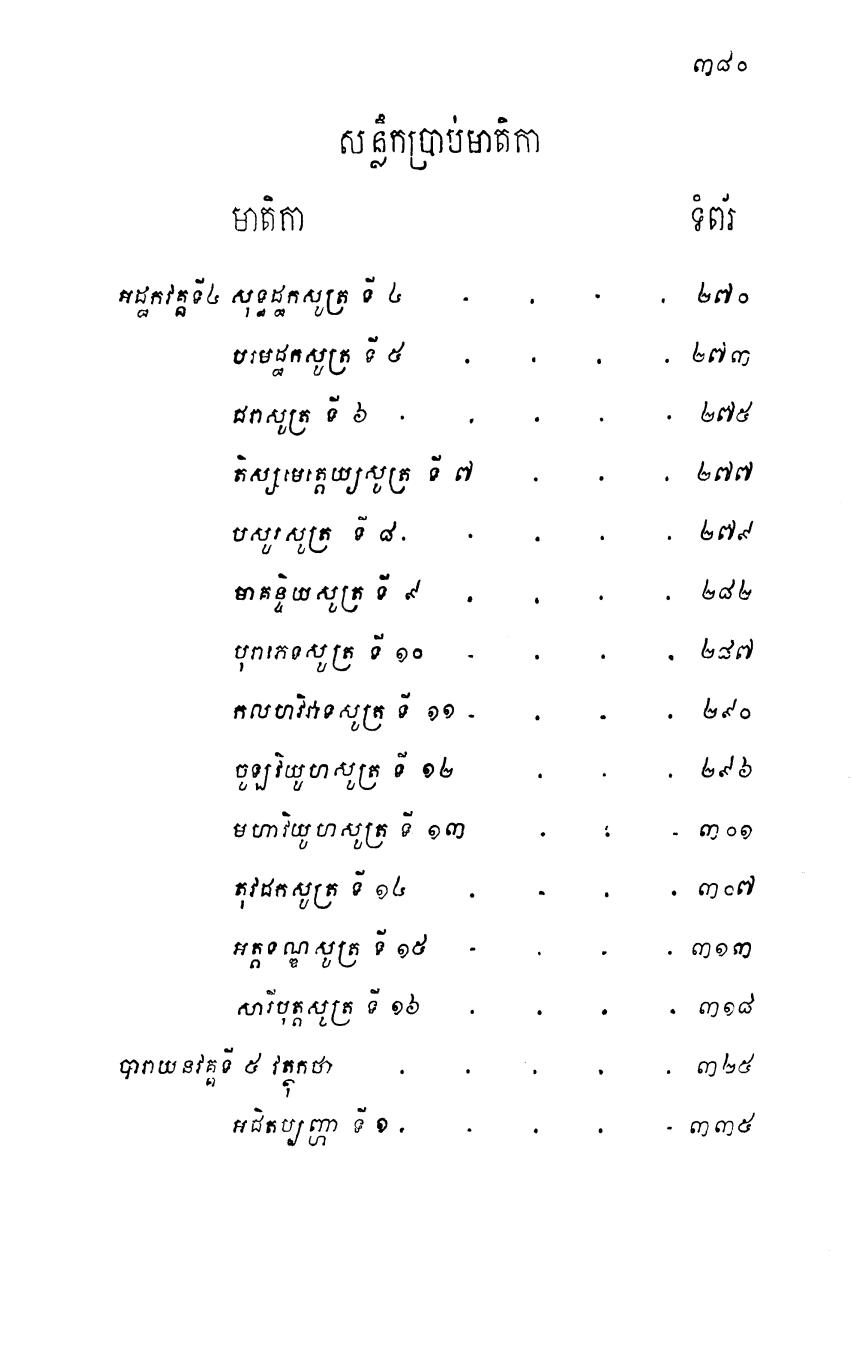 ៣៨០
សន្លឹកប្រាប់មាតិកា
មាតិកា ទំព័រ
អដ្ឋកវគ្គទី៤ សុទ្ធដ្ឋកសូត្រ ទី ៤ . . . . ២៧០
បរមដ្ឋកសូត្រ ទី ៥ . . . . ២៧៣
ជរាសូត្រ ទី ៦ . . . . . ២៧៥
តិស្សមេត្តេយ្យសូត្រ ទី ៧ . . . ២៧៧
បសូរសូត្រ ទី ៨ . . . . . ២៧៩
មាគន្ទិយសូត្រ ទី ៩ . . . . ២៨២
បុរាភេទសូត្រ ទី ១០ . . . . ២៨៧
កលហវិវាទសូត្រ ទី ១១ . . . . ២៩០
ចូឡវិយូហសូត្រ ទី ១២ . . . ២៩៦
មហាវិយូហសូត្រ ទី ១៣ . . . ៣០១
តុវដកសូត្រ ទី ១៤ . . . . ៣០៧
អត្តទណ្ឌសូត្រ ទី ១៥ . . . . ៣១៣
សារីបុត្តសូត្រ ទី ១៦ . . . . ៣១៨
បារាយនវគ្គទី ៥ វត្ថុកថា . . . . . ៣២៥
អជិតប្បញ្ហា ទី ១ . . . . . ៣៣៥